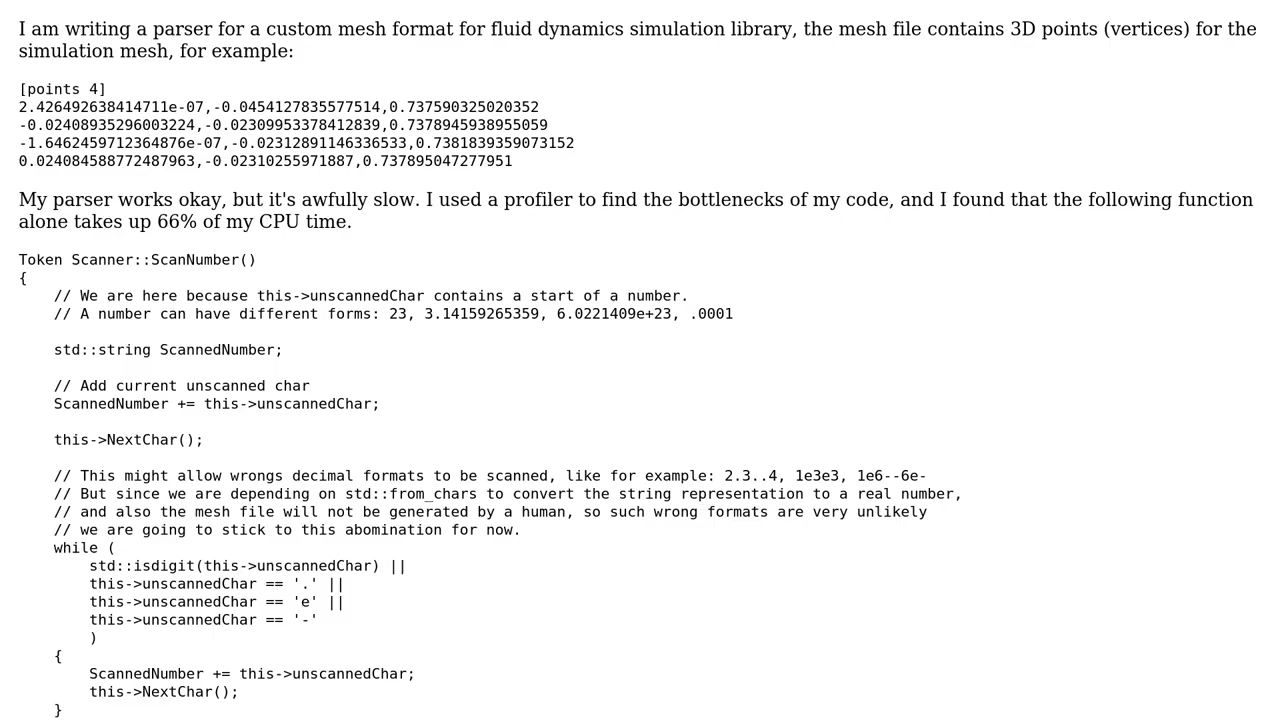 I am writing a parser for a custom mesh format for fluid dynamics simulation library, the mesh file contains 3D points (vertices) for the
simulation mesh, for example:
[points 4]
2.426492638414711e-07,-0.0454127835577514,0.737590325020352
-0.02408935296003224,-0.02309953378412839,0.7378945938955059
-1.6462459712364876e-07,-0.02312891146336533,0.7381839359073152
0.024084588772487963,-0.02310255971887,0.737895047277951
My parser works okay, but it's awfully slow. I used a profiler to find the bottlenecks of my code, and I found that the following function
alone takes up 66% of my CPU time.
Token Scanner::ScanNumber()
{
    // We are here because this->unscannedChar contains a start of a number.
    // A number can have different forms: 23, 3.14159265359, 6.0221409e+23, .0001
    std::string ScannedNumber;
    // Add current unscanned char
    ScannedNumber += this->unscannedChar;
    this->NextChar();
    // This might allow wrongs decimal formats to be scanned, like for example: 2.3..4, 1e3e3, 1e6--6e-
    // But since we are depending on std::from_chars to convert the string representation to a real number,
    // and also the mesh file will not be generated by a human, so such wrong formats are very unlikely
    // we are going to stick to this abomination for now.
    while (
        std::isdigit(this->unscannedChar) ||
        this->unscannedChar == '.' ||
        this->unscannedChar == 'e' ||
        this->unscannedChar == '-'
        )
    {
        ScannedNumber += this->unscannedChar;
        this->NextChar();
    }